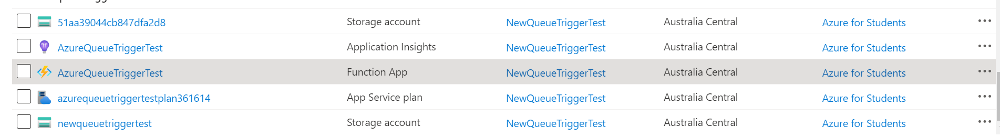 51aa39044cb847dfa2d8 Storage account NewQueueTriggerTest Australia Central Azure for Students ...
AzureQueueTriggerTest Application Insights NewQueueTriggerTest Australia Central Azure for Students ...
AzureQueueTriggerTest Function App NewQueueTriggerTest Australia Central Azure for Students ...
azurequeuetriggertestplan361614 App Service plan NewQueueTriggerTest Australia Central Azure for Students ...
newqueuetriggertest Storage account NewQueueTriggerTest Australia Central Azure for Students ...